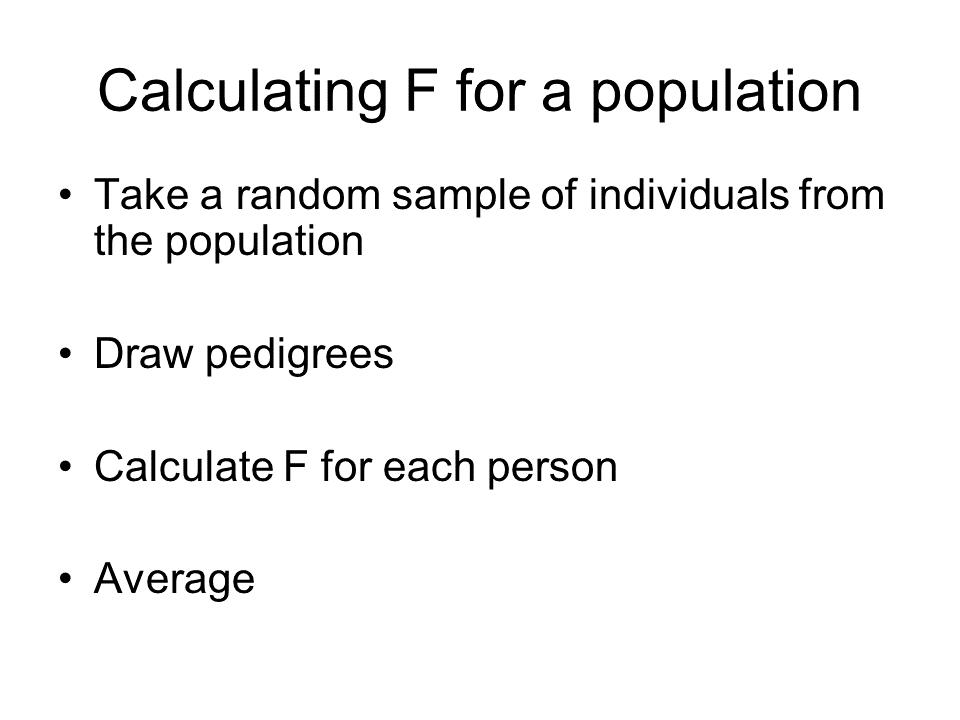 Calculating F for a population
• Take a random sample of individuals from
the population
• Draw pedigrees
• Calculate F for each person
• Average